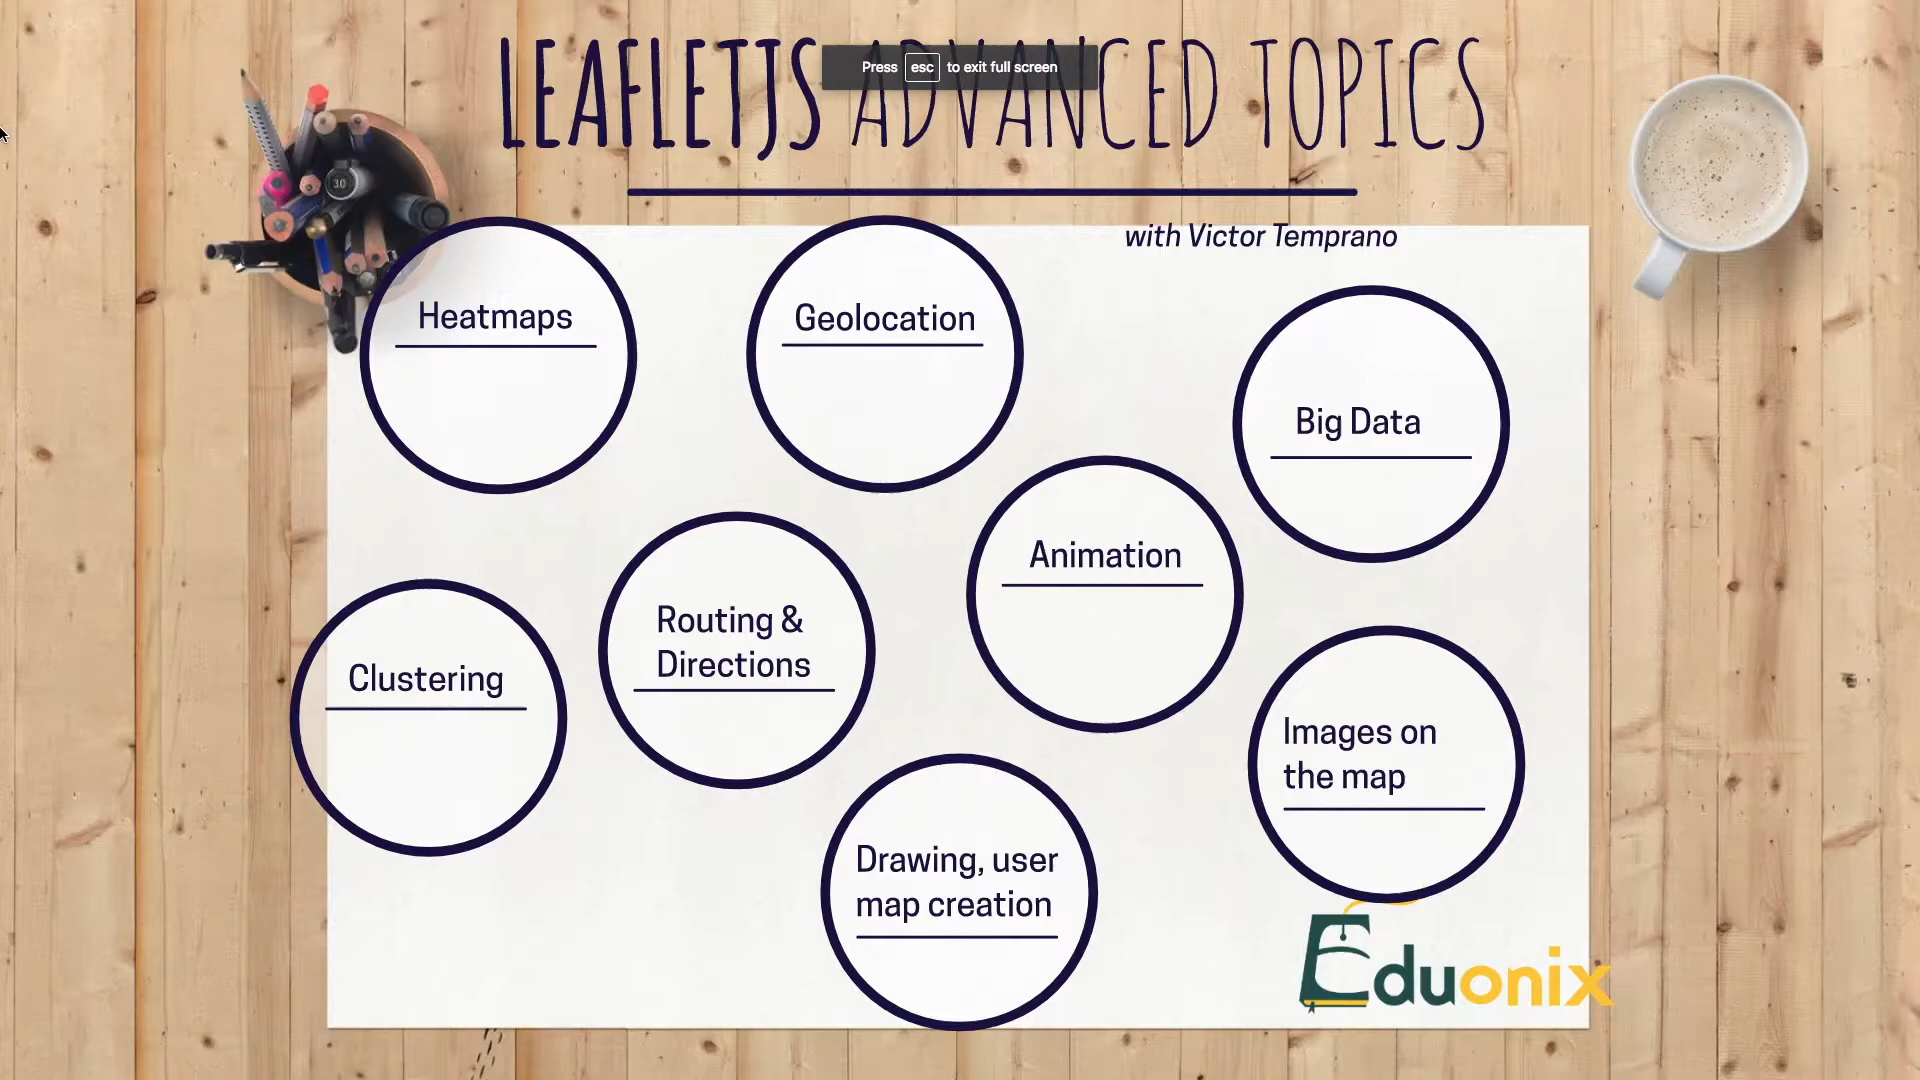 LEAFLETJS ADVANCED TOPICS
Press esc to exit full screen
with Victor Temprano
30
Heatmaps
Geolocation
Big Data
Animation
Routing &
Directions
Clustering
Images on
the map
Drawing, user
map creation
Eduonix